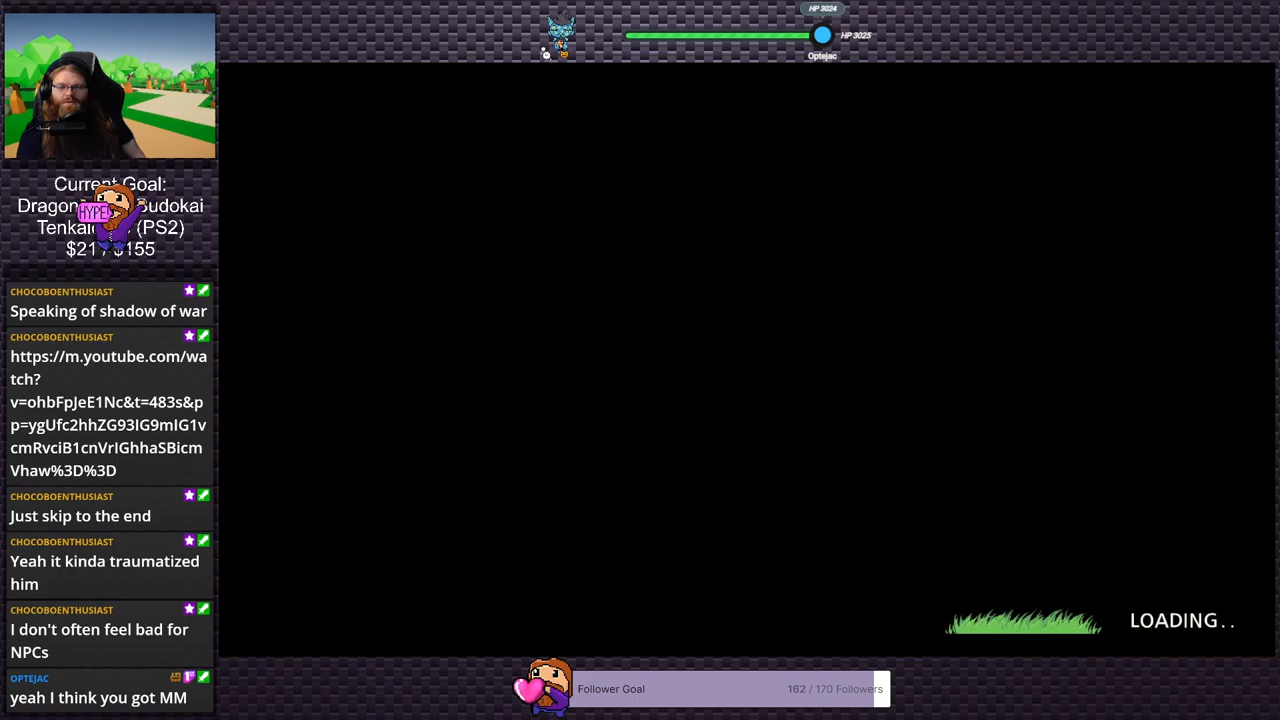 HP 3024
HP 3025
Optejac
Current Goal:
Dragon Budokai
Tenkai (PS2)
$21 / $155
HYPE!
CHOCOBOENTHUSIAST
Speaking of shadow of war
CHOCOBOENTHUSIAST
https://m.youtube.com/wa
tch?
v=ohbFpJeE1Nc&t=483s&p
p=ygUfc2hhZG93IG9mIG1v
cmRvciB1cnVrIGhhaSBicm
Vhaw%3D%3D
CHOCOBOENTHUSIAST
Just skip to the end
CHOCOBOENTHUSIAST
Yeah it kinda traumatized
him
CHOCOBOENTHUSIAST
I don't often feel bad for
NPCs
OPTEJAC
yeah I think you got MM
LOADING..
Follower Goal
162 / 170 Followers